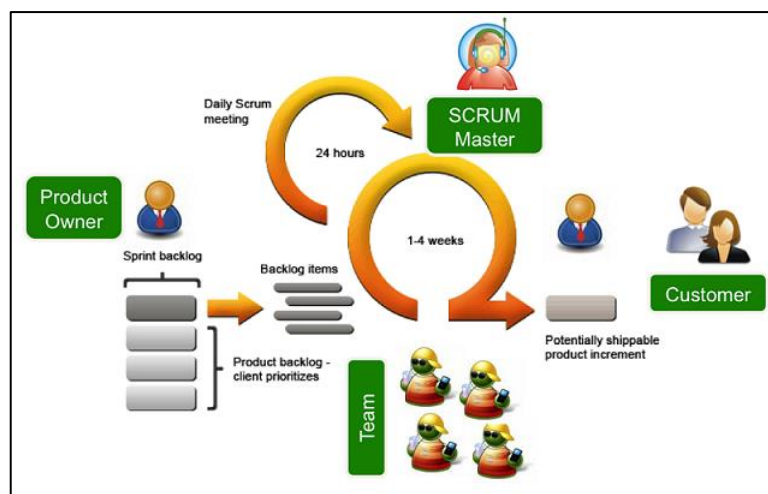 SCRUM
Master
Daily Scrum
meeting
24 hours
Product
Owner
1-4 weeks
Sprint backlog
Backlog items
Customer
Potentially shippable
product increment
Product backlog -
client prioritizes
Team